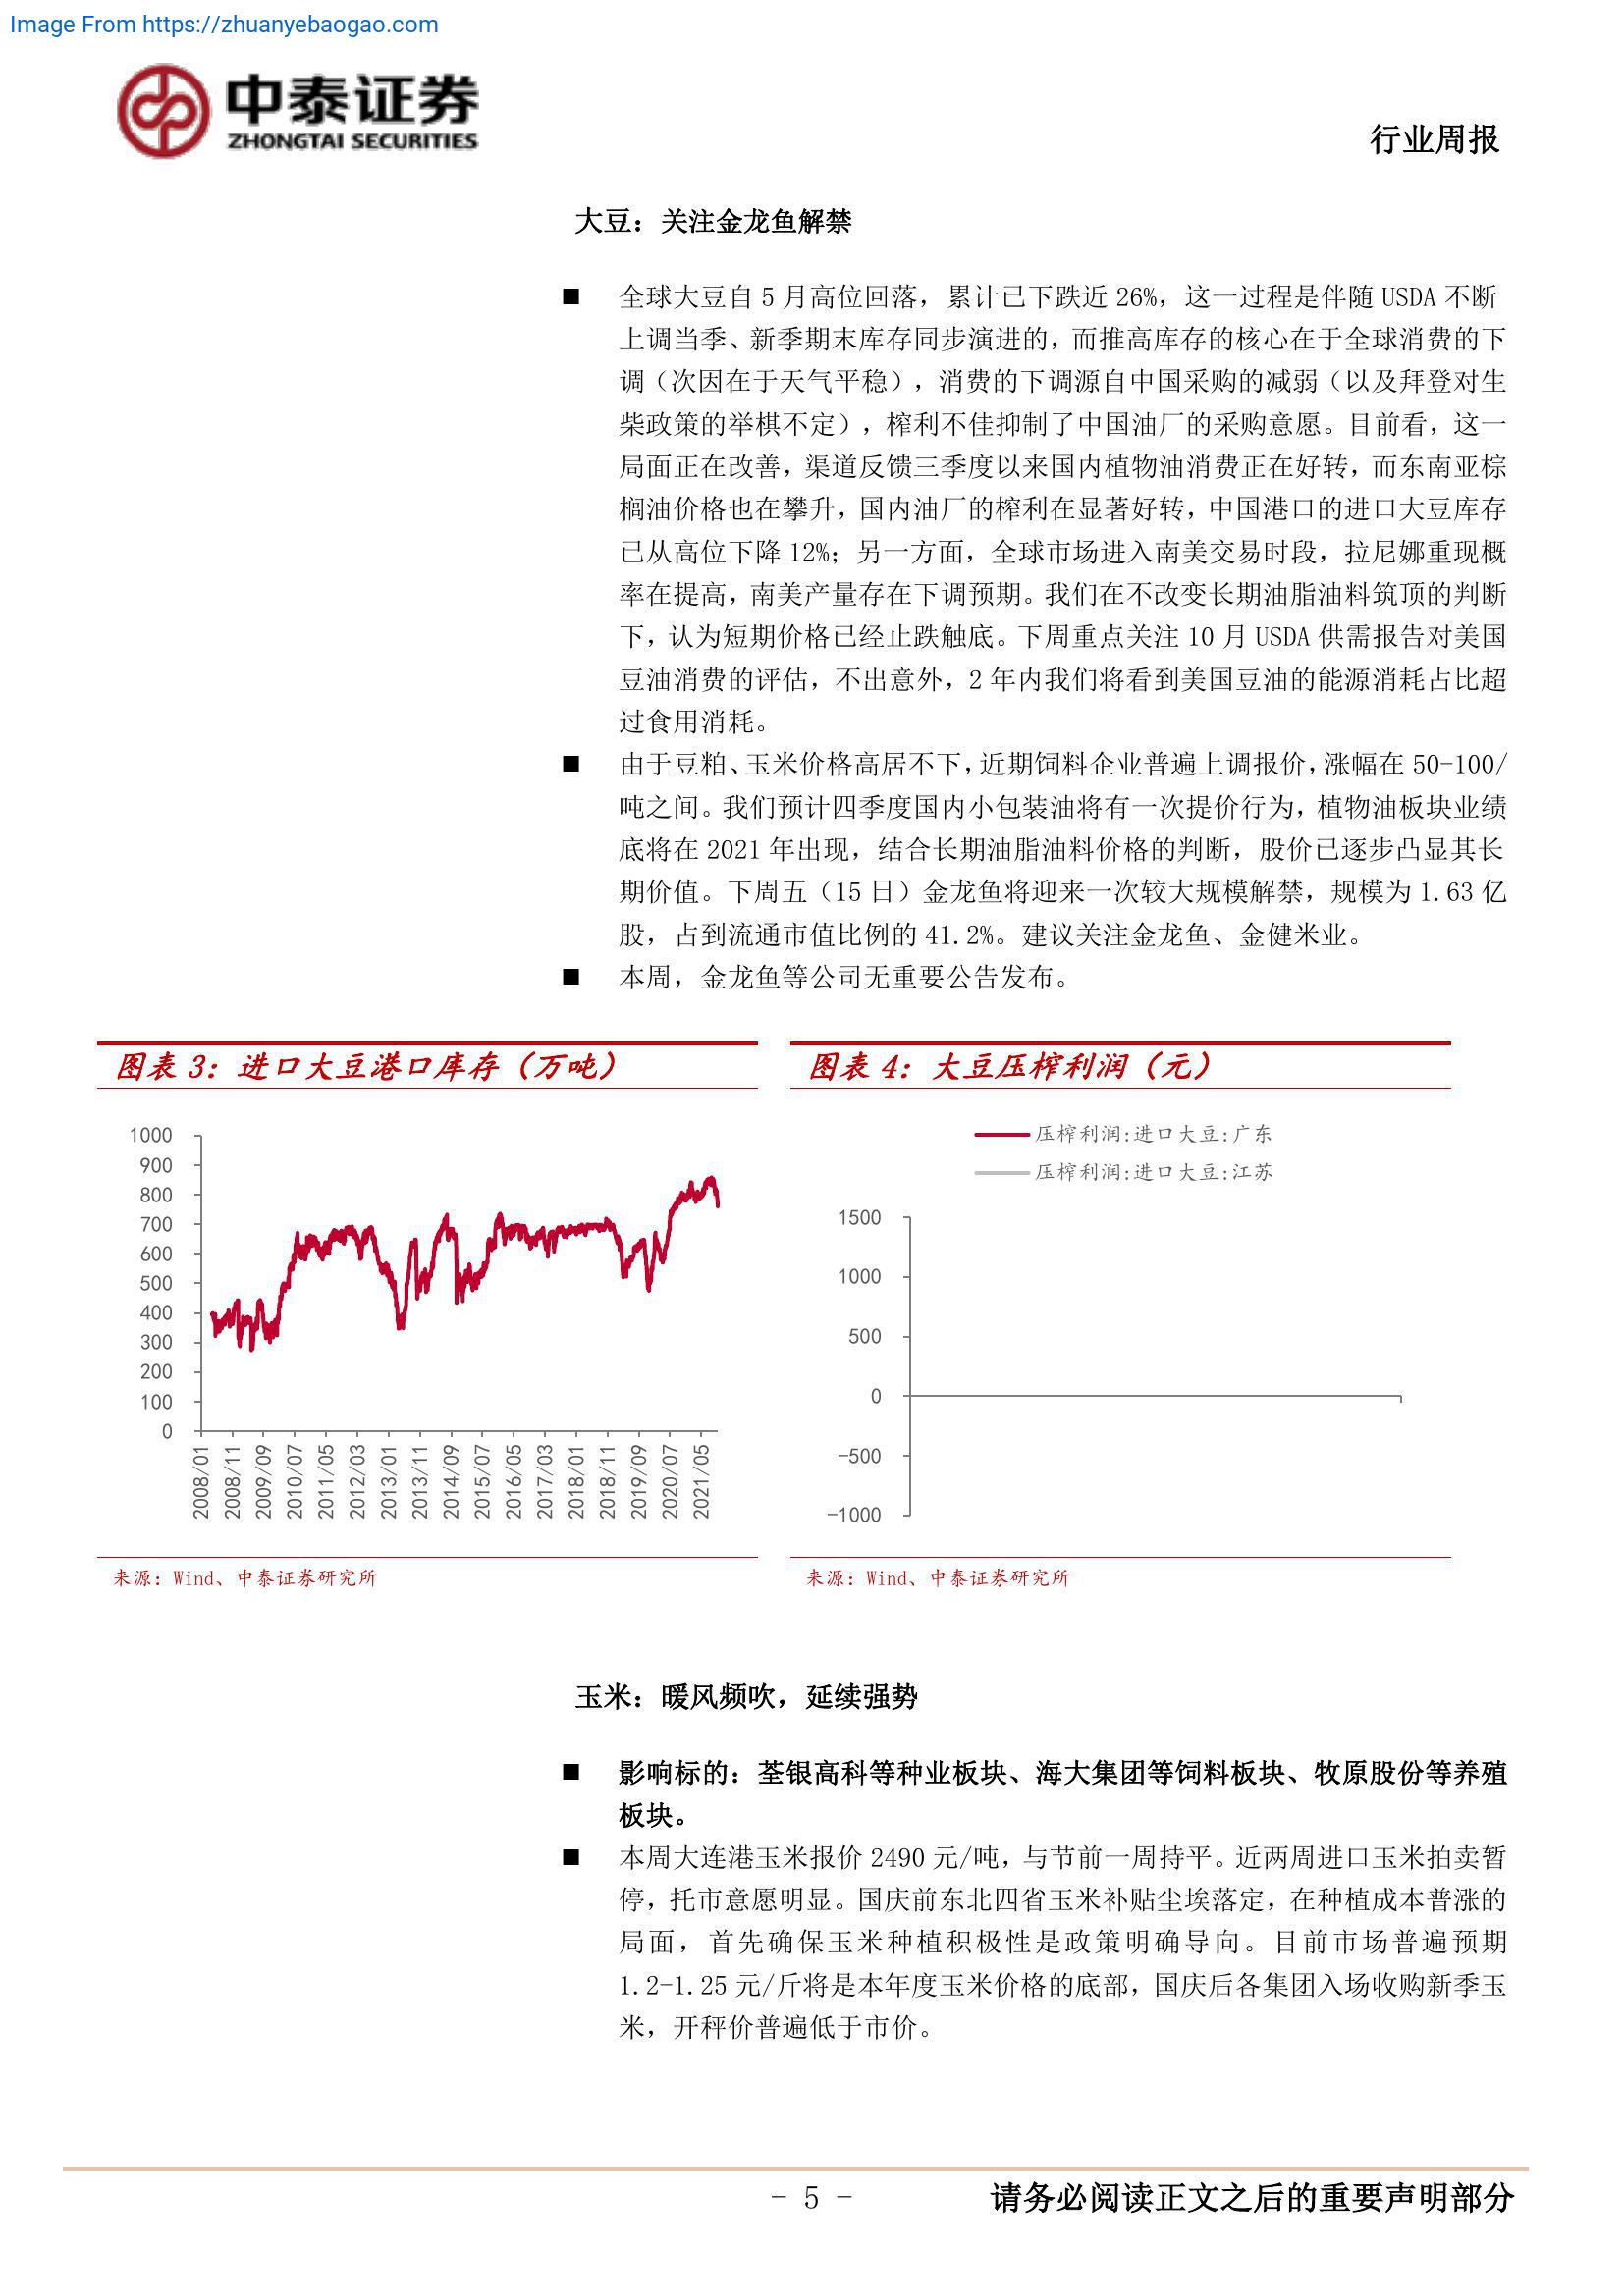 Image From https://zhuanyebaogao.com
中泰证券
ZHONGTAI SECURITIES
行业周报
大豆：关注金龙鱼解禁
■ 全球大豆自 5 月高位回落，累计已下跌近 26%，这一过程是伴随 USDA 不断
上调当季、新季期末库存同步演进的，而推高库存的核心在于全球消费的下
调（次因在于天气平稳），消费的下调源自中国采购的减弱（以及拜登对生
柴政策的举棋不定），榨利不佳抑制了中国油厂的采购意愿。目前看，这一
局面正在改善，渠道反馈三季度以来国内植物油消费正在好转，而东南亚棕
榈油价格也在攀升，国内油厂的榨利在显著好转，中国港口的进口大豆库存
已从高位下降 12%；另一方面，全球市场进入南美交易时段，拉尼娜重现概
率在提高，南美产量存在下调预期。我们在不改变长期油脂油料筑顶的判断
下，认为短期价格已经止跌触底。下周重点关注 10 月 USDA 供需报告对美国
豆油消费的评估，不出意外，2 年内我们将看到美国豆油的能源消耗占比超
过食用消耗。
■ 由于豆粕、玉米价格高居不下，近期饲料企业普遍上调报价，涨幅在 50-100/
吨之间。我们预计四季度国内小包装油将有一次提价行为，植物油板块业绩
底将在 2021 年出现，结合长期油脂油料价格的判断，股价已逐步凸显其长
期价值。下周五（15 日）金龙鱼将迎来一次较大规模解禁，规模为 1.63 亿
股，占到流通市值比例的 41.2%。建议关注金龙鱼、金健米业。
■ 本周，金龙鱼等公司无重要公告发布。
图表 3：进口大豆港口库存（万吨）
1000
900
800
700
600
500
400
300
200
100
0
2008/01
2008/11
2009/09
2010/07
2011/05
2012/03
2013/01
2013/11
2014/09
2015/07
2016/05
2017/03
2018/01
2018/11
2019/09
2020/07
2021/05
来源：Wind、中泰证券研究所
图表 4：大豆压榨利润（元）
压榨利润:进口大豆:广东
压榨利润:进口大豆:江苏
1500
1000
500
0
-500
-1000
来源：Wind、中泰证券研究所
玉米：暖风频吹，延续强势
■ 影响标的：荃银高科等种业板块、海大集团等饲料板块、牧原股份等养殖
板块。
■ 本周大连港玉米报价 2490 元/吨，与节前一周持平。近两周进口玉米拍卖暂
停，托市意愿明显。国庆前东北四省玉米补贴尘埃落定，在种植成本普涨的
局面，首先确保玉米种植积极性是政策明确导向。目前市场普遍预期
1.2-1.25 元/斤将是本年度玉米价格的底部，国庆后各集团入场收购新季玉
米，开秤价普遍低于市价。
- 5 -
请务必阅读正文之后的重要声明部分